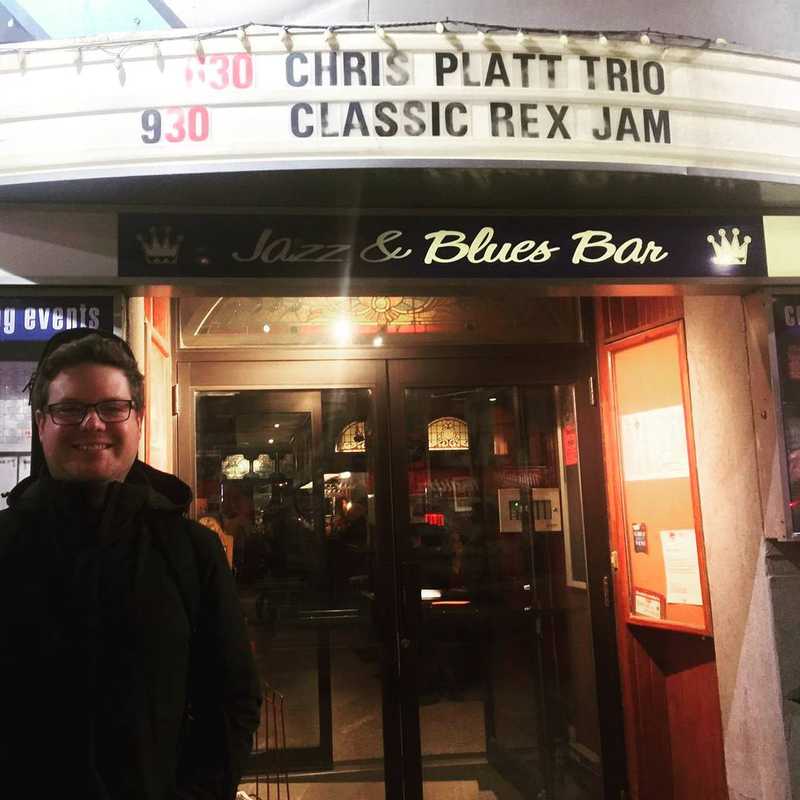 630 CHRIS PLATT TRIO
930 CLASSIC REX JAM
Jazz & Blues Bar
g events